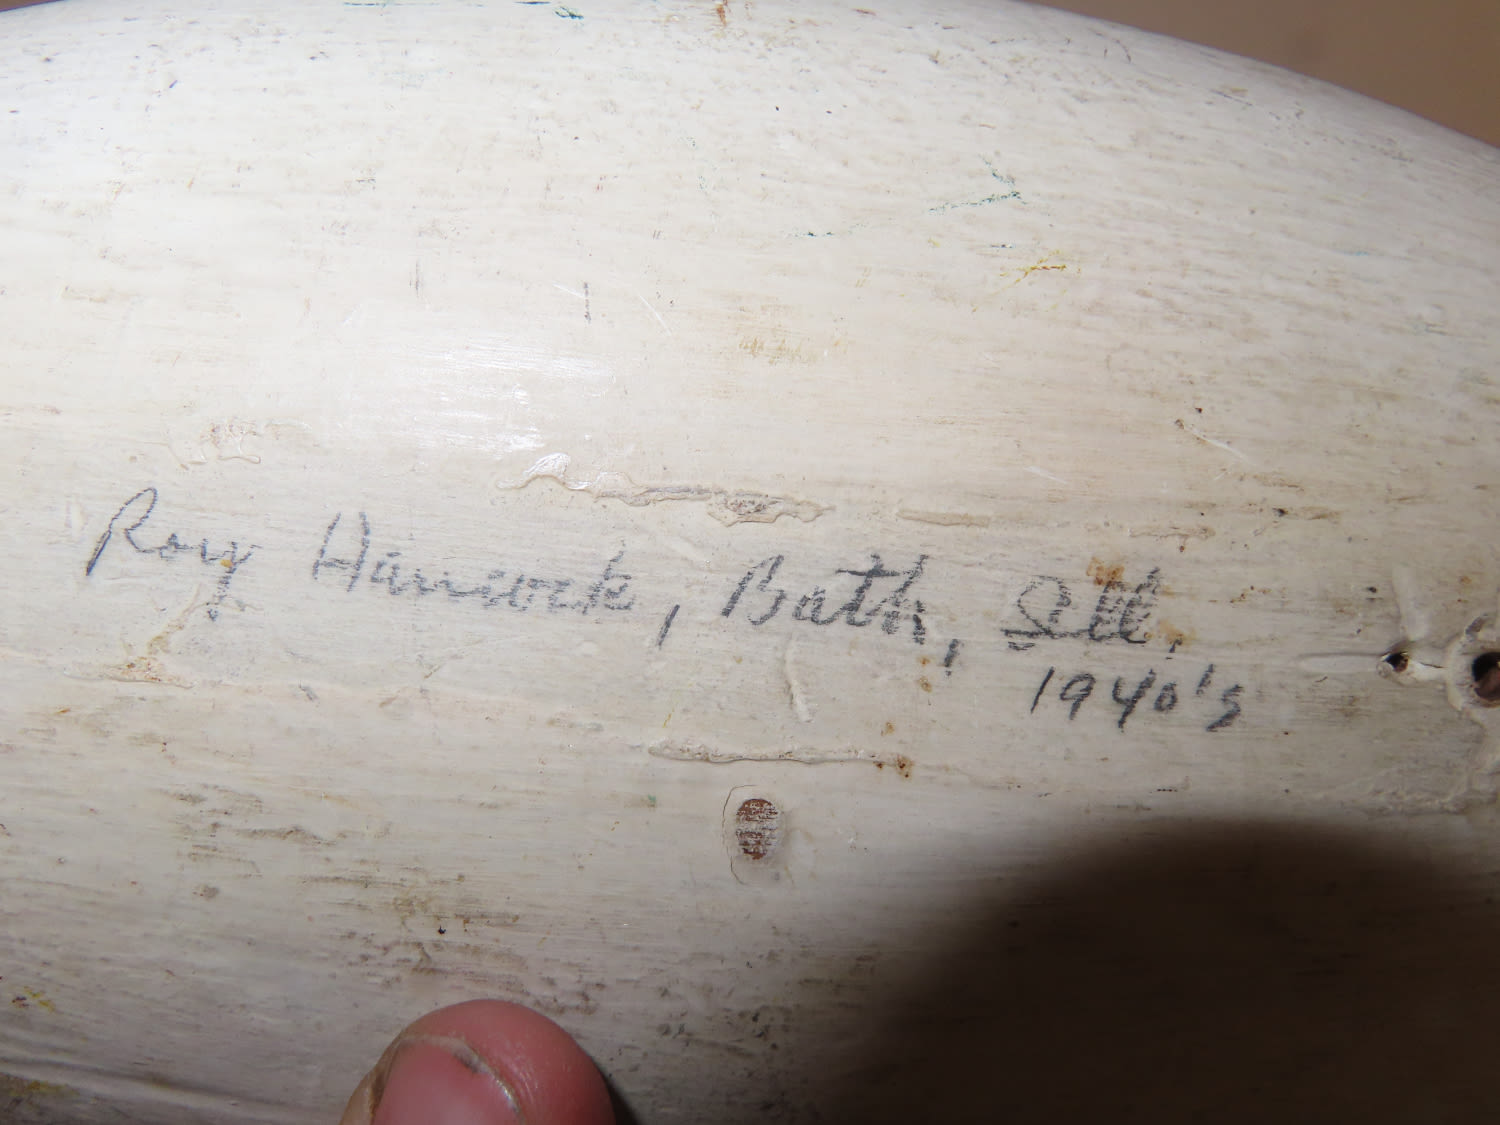 Roy Hancock, Bath, Ill.
1940's